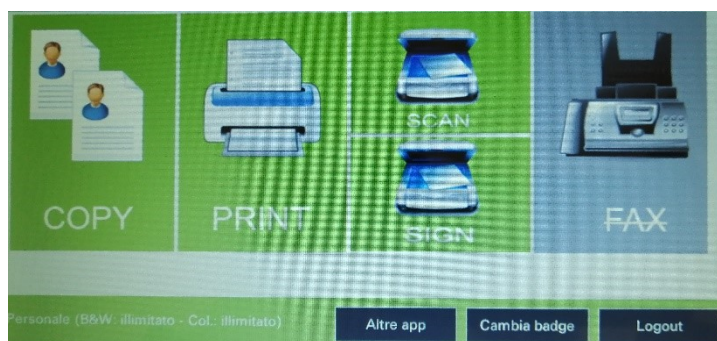 COPY
PRINT
SCAN
SIGN
FAX
Personale (B&W: illimitato - Col.: illimitato)
Altre app
Cambia badge
Logout